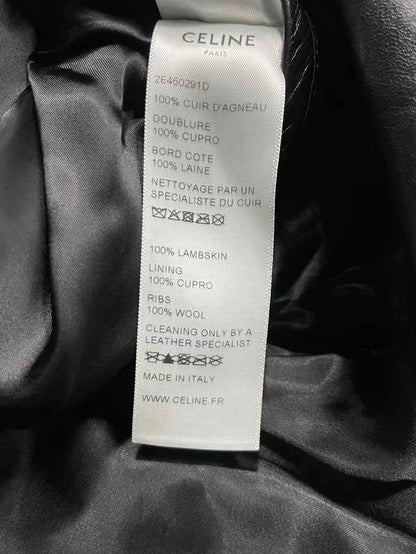 CELINE
PARIS
2E450291D
100% CUIR D'AGNEAU
DOUBLURE
100% CUPRO
BORD COTE
100% LAINE
NETTOYAGE PAR UN
SPECIALISTE DU CUIR
100% LAMBSKIN
LINING
100% CUPRO
RIBS
100% WOOL
CLEANING ONLY BY A
LEATHER SPECIALIST
MADE IN ITALY
WWW.CELINE.FR